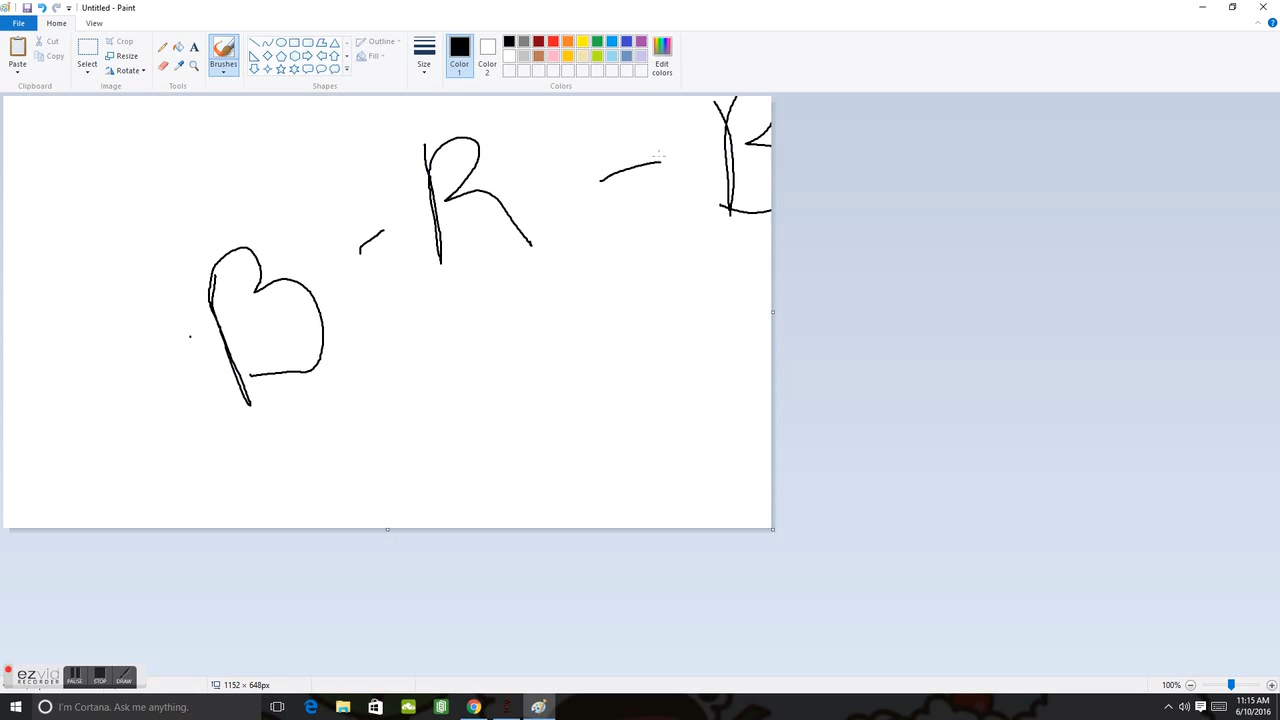 Untitled - Paint
File Home View
Paste Cut Copy Clipboard
Select Crop Resize Rotate Image
Tools
Brushes
Outline Fill Shapes
Size
Color 1 Color 2 Edit colors Colors
B - R - B
ezvid RECORDER PAUSE STOP DRAW
1152 × 648px 100%
I'm Cortana. Ask me anything. 11:15 AM
6/10/2016